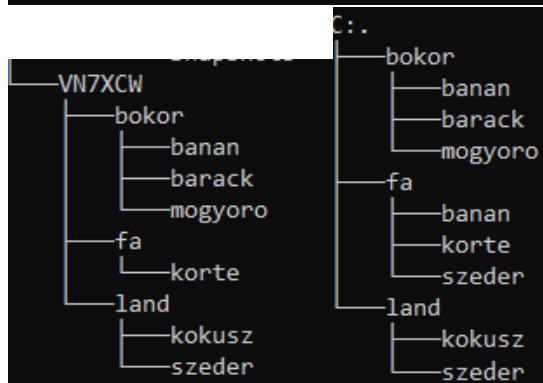 VN7XCW
bokor
banan
barack
mogyoro
fa
korte
land
kokusz
szeder
C:.
bokor
banan
barack
mogyoro
fa
banan
korte
szeder
land
kokusz
szeder